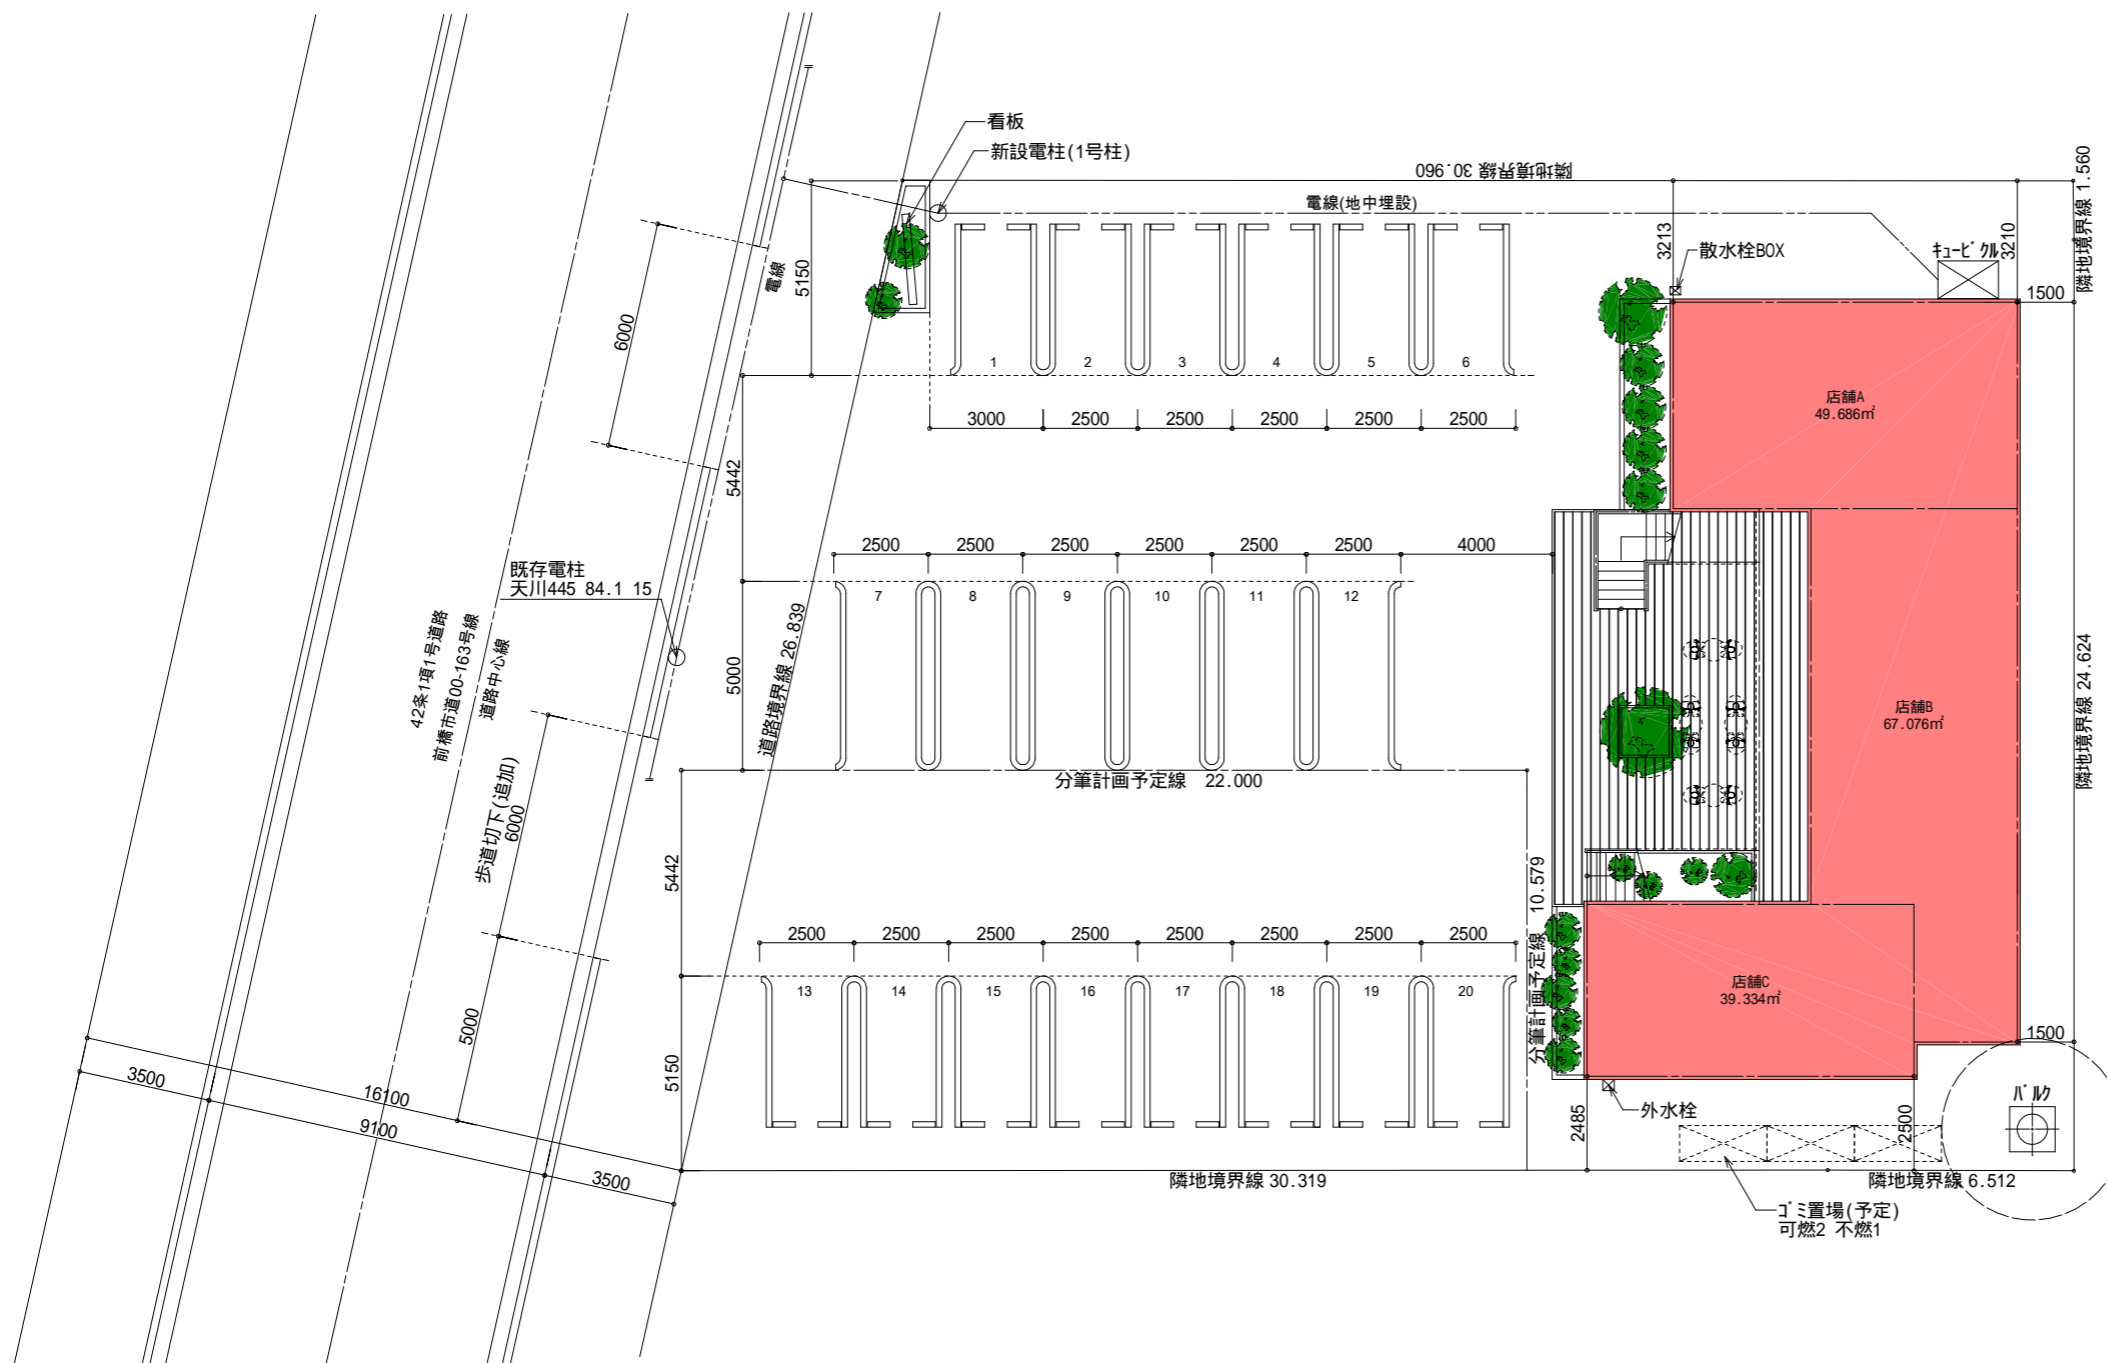 看板
新設電柱(1号柱)
隣地境界線 30.960
電線(地中埋設)
隣地境界線 1.560
3213
3210
散水栓BOX
キュービクル
1500
電線
5150
6000
1
2
3
4
5
6
3000
2500
2500
2500
2500
2500
店舗A
49.686㎡
5442
2500
2500
2500
2500
2500
2500
4000
既存電柱
天川445 84.1 15
7
8
9
10
11
12
42条1項1号道路
前橋市道00-163号線
道路中心線
道路境界線 26.839
5000
店舗B
67.076㎡
隣地境界線 24.624
分筆計画予定線 22.000
歩道切下(追加)
6000
5442
分筆計画予定線 10.579
2500
2500
2500
2500
2500
2500
2500
2500
13
14
15
16
17
18
19
20
店舗C
39.334㎡
5000
5150
1500
3500
16100
9100
3500
2485
外水栓
2500
バルク
隣地境界線 30.319
隣地境界線 6.512
ゴミ置場(予定)
可燃2 不燃1